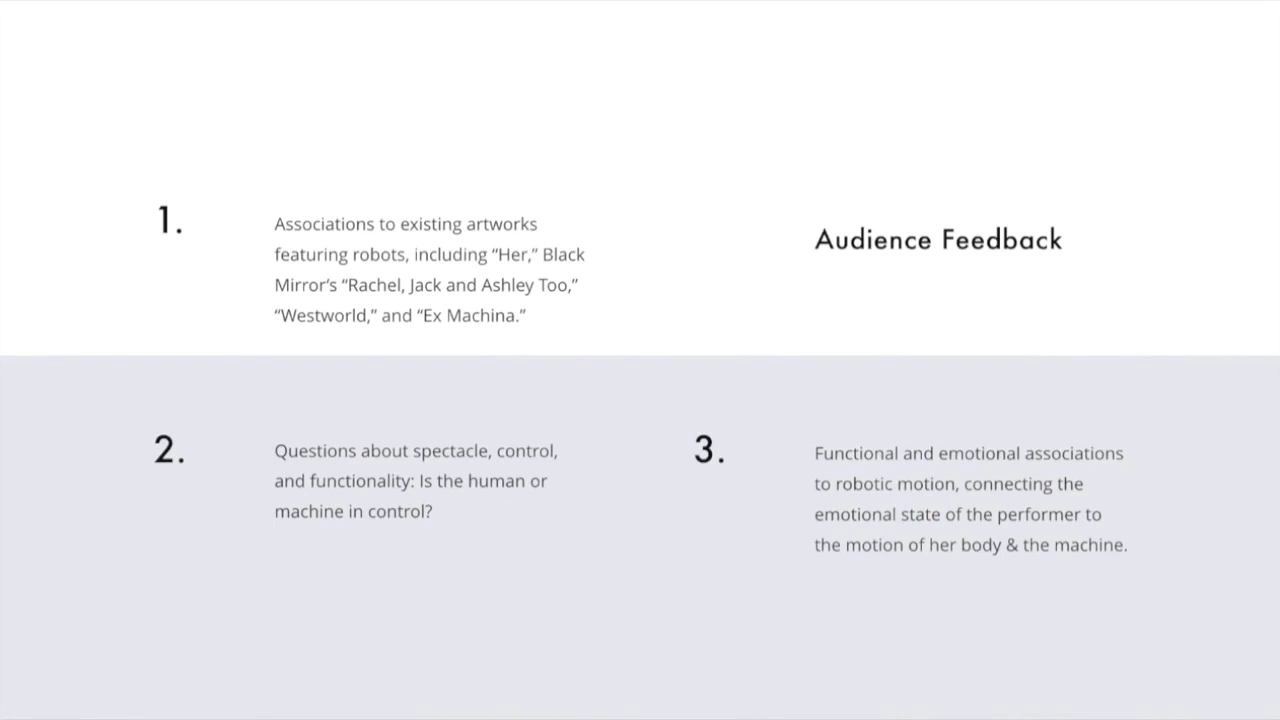 Audience Feedback
1.
Associations to existing artworks
featuring robots, including “Her,” Black
Mirror’s “Rachel, Jack and Ashley Too,”
“Westworld,” and “Ex Machina.”
2.
Questions about spectacle, control,
and functionality: Is the human or
machine in control?
3.
Functional and emotional associations
to robotic motion, connecting the
emotional state of the performer to
the motion of her body & the machine.